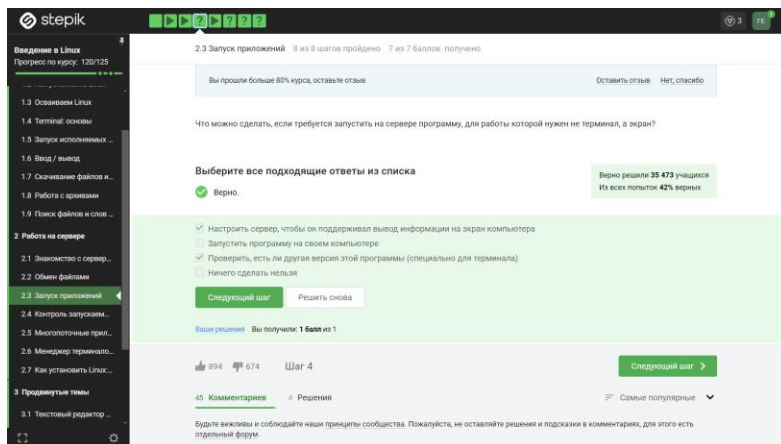 stepik
3
ГЕ
Введение в Linux
Прогресс по курсу: 120/125
2.3 Запуск приложений 8 из 8 шагов пройдено 7 из 7 баллов получено
Вы прошли больше 80% курса, оставьте отзыв
Оставить отзыв Нет, спасибо
1.3 Осваиваем Linux
1.4 Terminal: основы
1.5 Запуск исполняемых ...
1.6 Ввод / вывод
1.7 Скачивание файлов и...
1.8 Работа с архивами
1.9 Поиск файлов и слов ...
2 Работа на сервере
2.1 Знакомство с сервер...
2.2 Обмен файлами
2.3 Запуск приложений
2.4 Контроль запускаем...
2.5 Многопоточные прил...
2.6 Менеджер терминало...
2.7 Как установить Linux:...
3 Продвинутые темы
3.1 Текстовый редактор ...
Что можно сделать, если требуется запустить на сервере программу, для работы которой нужен не терминал, а экран?
Выберите все подходящие ответы из списка
Верно.
Верно решили 35 473 учащихся
Из всех попыток 42% верных
Настроить сервер, чтобы он поддерживал вывод информации на экран компьютера
Запустить программу на своем компьютере
Проверить, есть ли другая версия этой программы (специально для терминала)
Ничего сделать нельзя
Следующий шаг Решить снова
Ваши решения Вы получили: 1 балл из 1
894 674 Шаг 4
Следующий шаг
45 Комментариев 4 Решения
Самые популярные
Будьте вежливы и соблюдайте наши принципы сообщества. Пожалуйста, не оставляйте решения и подсказки в комментариях, для этого есть
отдельный форум.